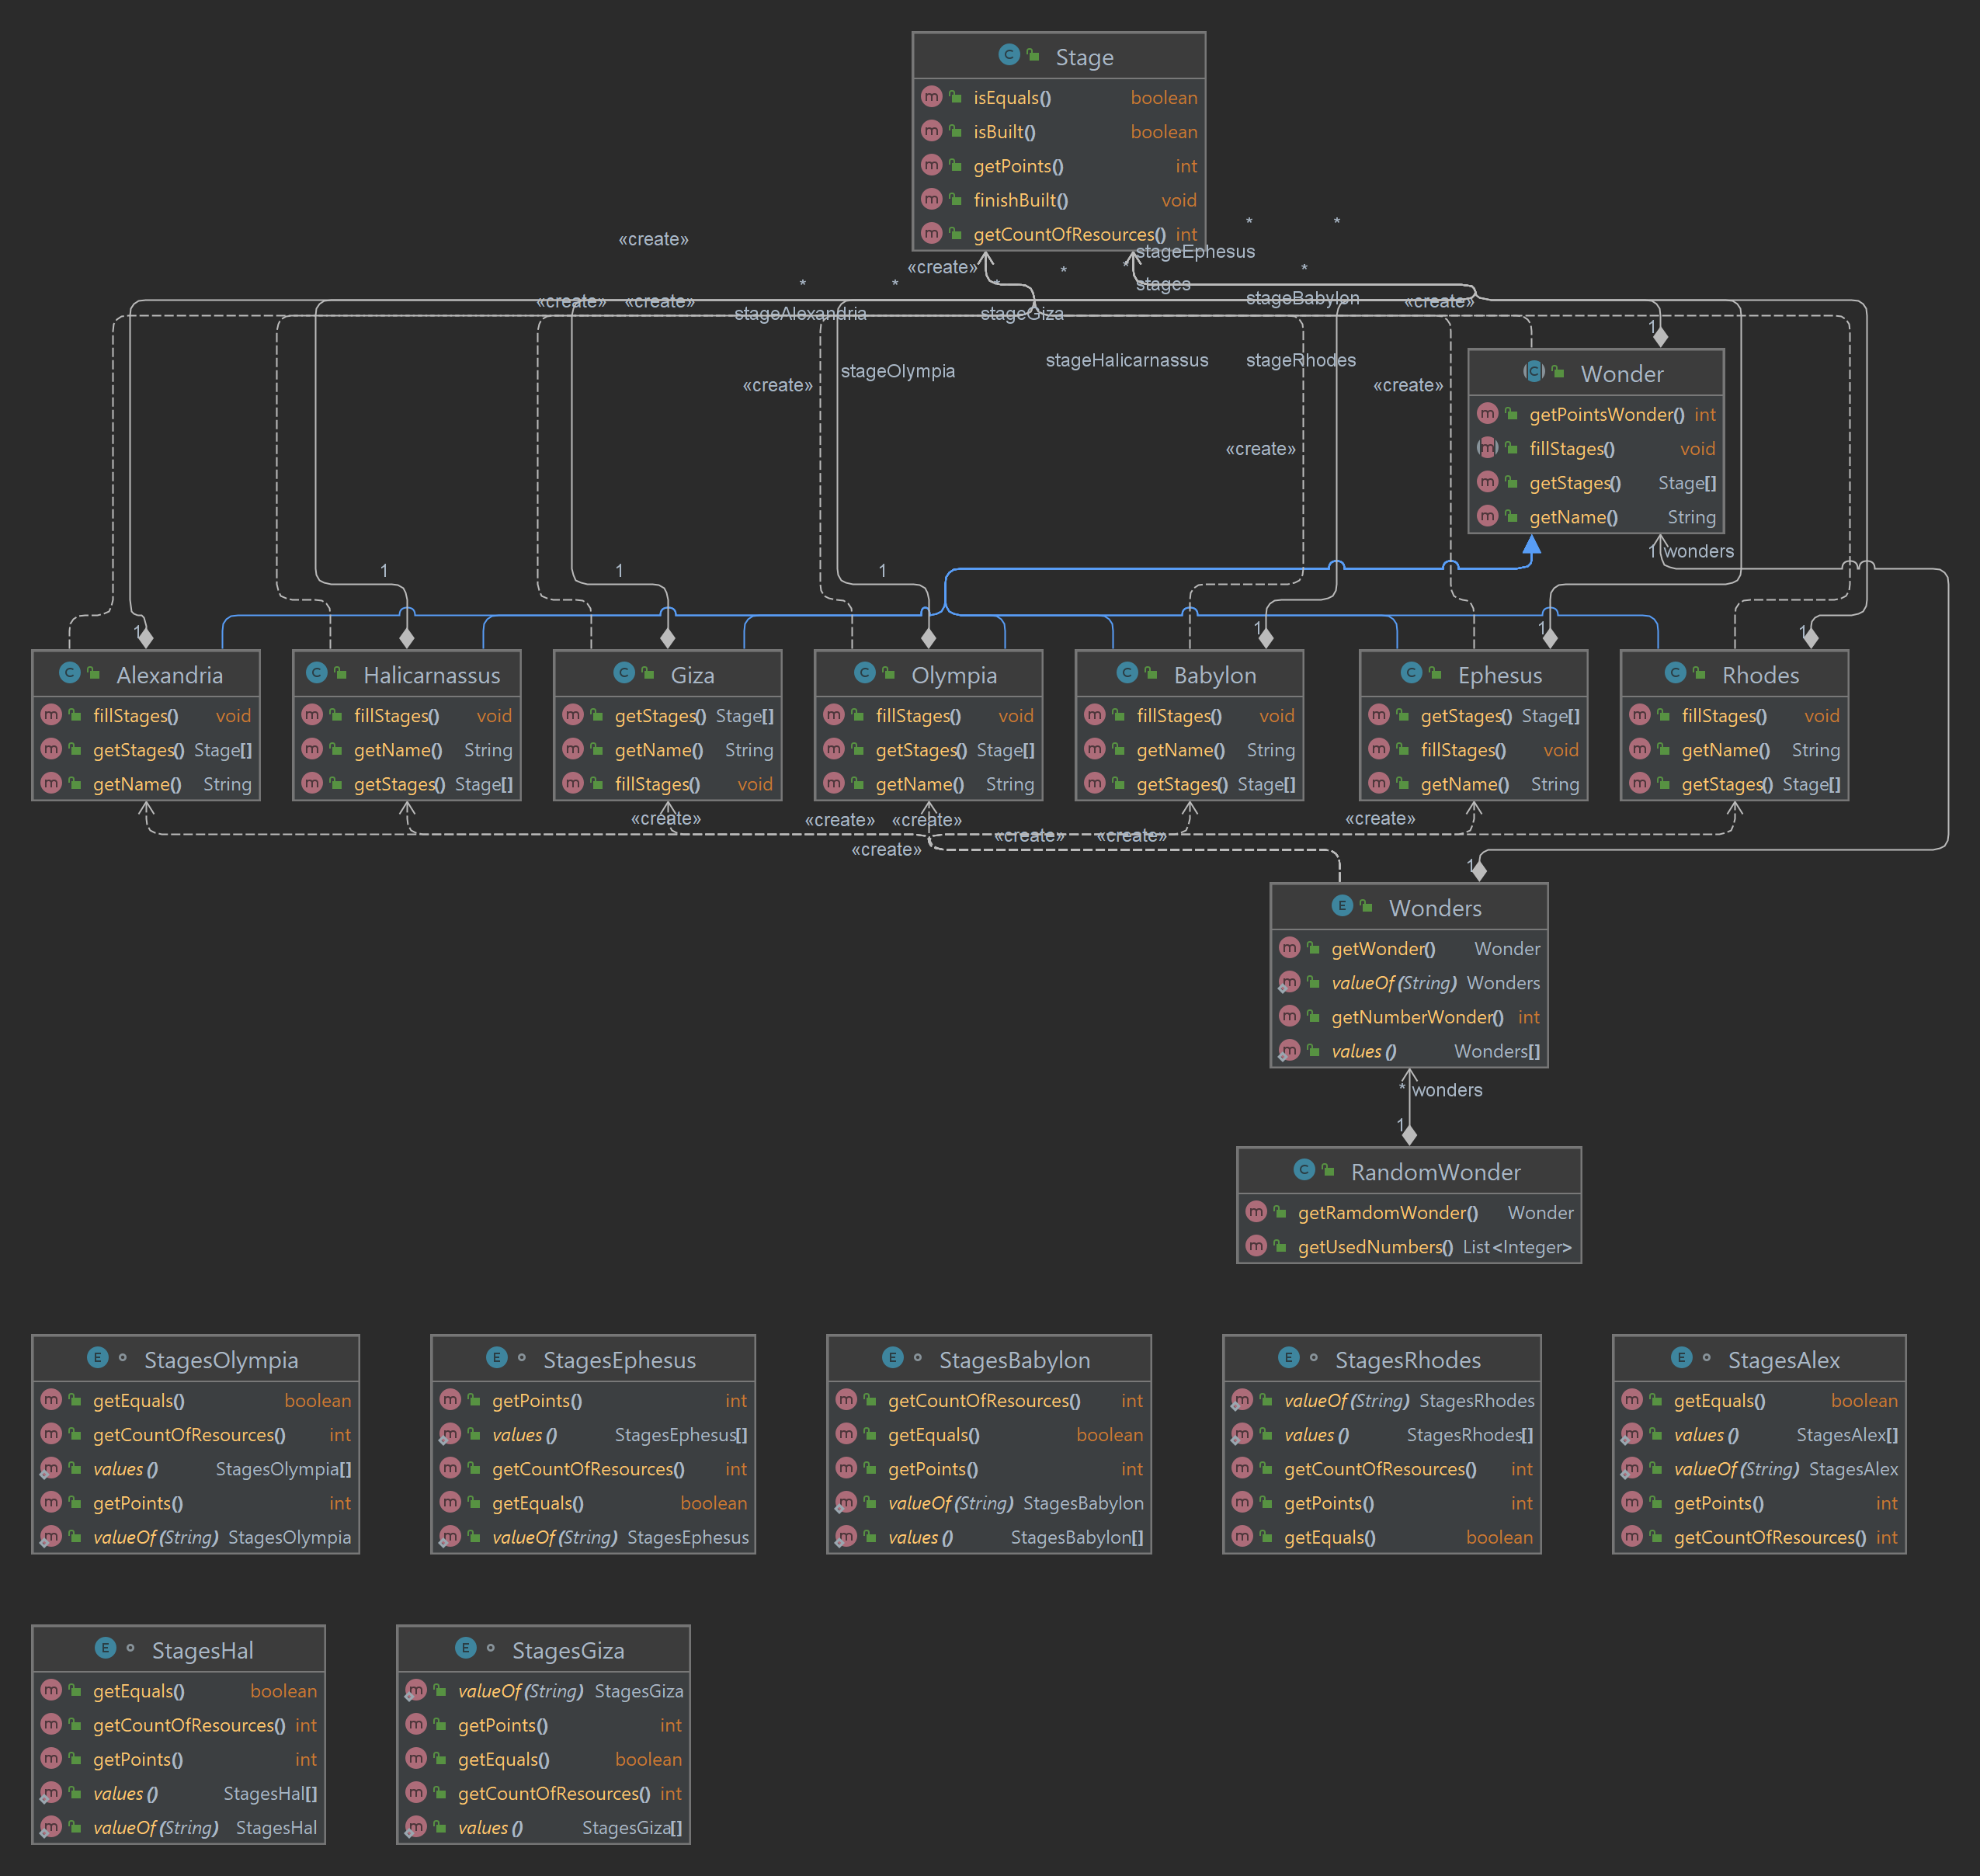 Stage
isEquals() boolean
isBuilt() boolean
getPoints() int
finishBuilt() void
getCountOfResources() int
* *
«create»
stageEphesus
«create» * * *
* * *
stages
«create» «create» stageBabylon «create»
stageAlexandria stageGiza
1
stageHalicarnassus stageRhodes
stageOlympia
«create» «create»
«create»
Wonder
getPointsWonder() int
fillStages() void
getStages() Stage[]
getName() String
1 wonders
1 1 1
1 1 1 1
Alexandria
fillStages() void
getStages() Stage[]
getName() String
Halicarnassus
fillStages() void
getName() String
getStages() Stage[]
Giza
getStages() Stage[]
getName() String
fillStages() void
Olympia
fillStages() void
getStages() Stage[]
getName() String
Babylon
fillStages() void
getName() String
getStages() Stage[]
Ephesus
getStages() Stage[]
fillStages() void
getName() String
Rhodes
fillStages() void
getName() String
getStages() Stage[]
«create» «create» «create» «create»
«create» «create»
«create»
1
Wonders
getWonder() Wonder
valueOf(String) Wonders
getNumberWonder() int
values() Wonders[]
* wonders
1
RandomWonder
getRamdomWonder() Wonder
getUsedNumbers() List<Integer>
StagesOlympia
getEquals() boolean
getCountOfResources() int
values() StagesOlympia[]
getPoints() int
valueOf(String) StagesOlympia
StagesEphesus
getPoints() int
values() StagesEphesus[]
getCountOfResources() int
getEquals() boolean
valueOf(String) StagesEphesus
StagesBabylon
getCountOfResources() int
getEquals() boolean
getPoints() int
valueOf(String) StagesBabylon
values() StagesBabylon[]
StagesRhodes
valueOf(String) StagesRhodes
values() StagesRhodes[]
getCountOfResources() int
getPoints() int
getEquals() boolean
StagesAlex
getEquals() boolean
values() StagesAlex[]
valueOf(String) StagesAlex
getPoints() int
getCountOfResources() int
StagesHal
getEquals() boolean
getCountOfResources() int
getPoints() int
values() StagesHal[]
valueOf(String) StagesHal
StagesGiza
valueOf(String) StagesGiza
getPoints() int
getEquals() boolean
getCountOfResources() int
values() StagesGiza[]